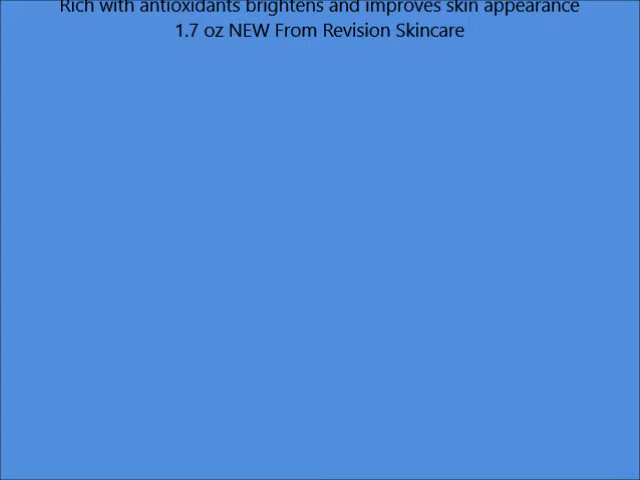 Rich with antioxidants brightens and improves skin appearance
1.7 oz NEW From Revision Skincare